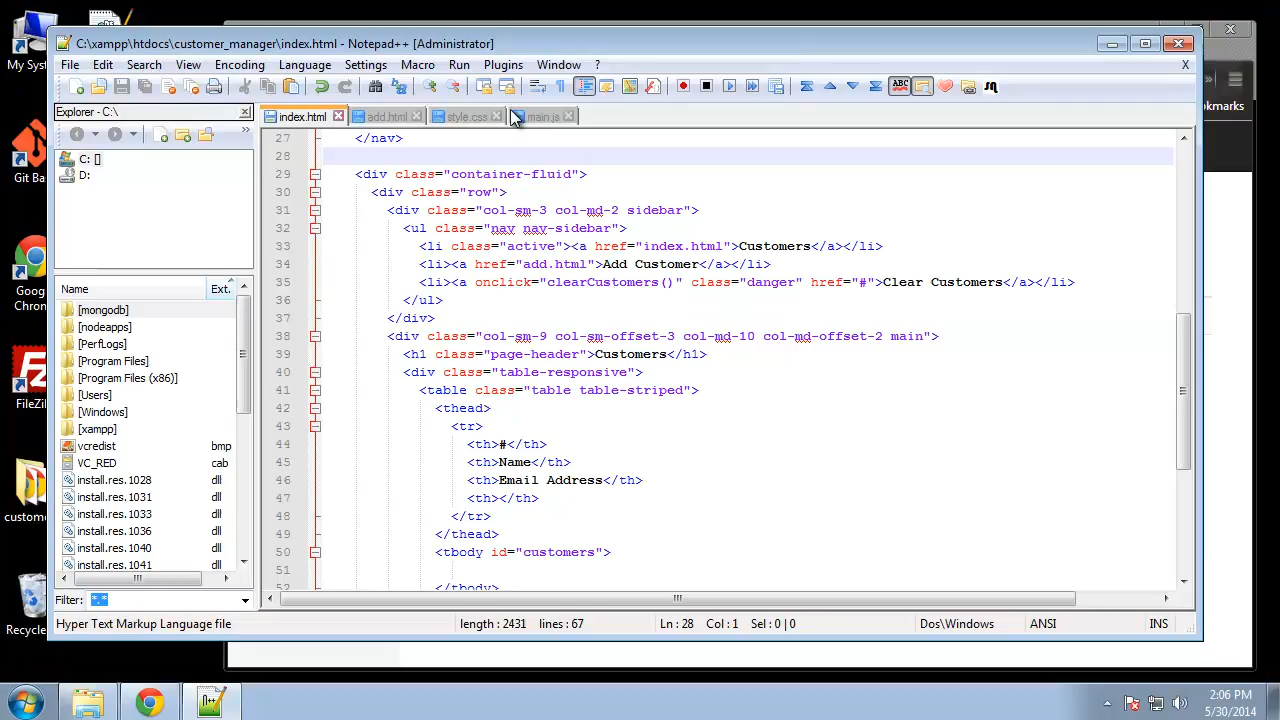 My Sys
C:\xampp\htdocs\customer_manager\index.html - Notepad++ [Administrator]
File Edit Search View Encoding Language Settings Macro Run Plugins Window ? X
ABC
okmarks
Explorer - C:\
index.html add.html style.css main.js
C: []
D:
Git Bas
Goog
Chron
FileZil
custome
Recycle
Name Ext.
[mongodb]
[nodeapps]
[PerfLogs]
[Program Files]
[Program Files (x86)]
[Users]
[Windows]
[xampp]
vcredist bmp
VC_RED cab
install.res.1028 dll
install.res.1031 dll
install.res.1033 dll
install.res.1036 dll
install.res.1040 dll
install.res.1041 dll
Filter: *.*
27 </nav>
28
29 <div class="container-fluid">
30 <div class="row">
31 <div class="col-sm-3 col-md-2 sidebar">
32 <ul class="nav nav-sidebar">
33 <li class="active"><a href="index.html">Customers</a></li>
34 <li><a href="add.html">Add Customer</a></li>
35 <li><a onclick="clearCustomers()" class="danger" href="#">Clear Customers</a></li>
36 </ul>
37 </div>
38 <div class="col-sm-9 col-sm-offset-3 col-md-10 col-md-offset-2 main">
39 <h1 class="page-header">Customers</h1>
40 <div class="table-responsive">
41 <table class="table table-striped">
42 <thead>
43 <tr>
44 <th>#</th>
45 <th>Name</th>
46 <th>Email Address</th>
47 <th></th>
48 </tr>
49 </thead>
50 <tbody id="customers">
51
52 </tbody>
Hyper Text Markup Language file length : 2431 lines : 67 Ln : 28 Col : 1 Sel : 0 | 0 Dos\Windows ANSI INS
2:06 PM
5/30/2014